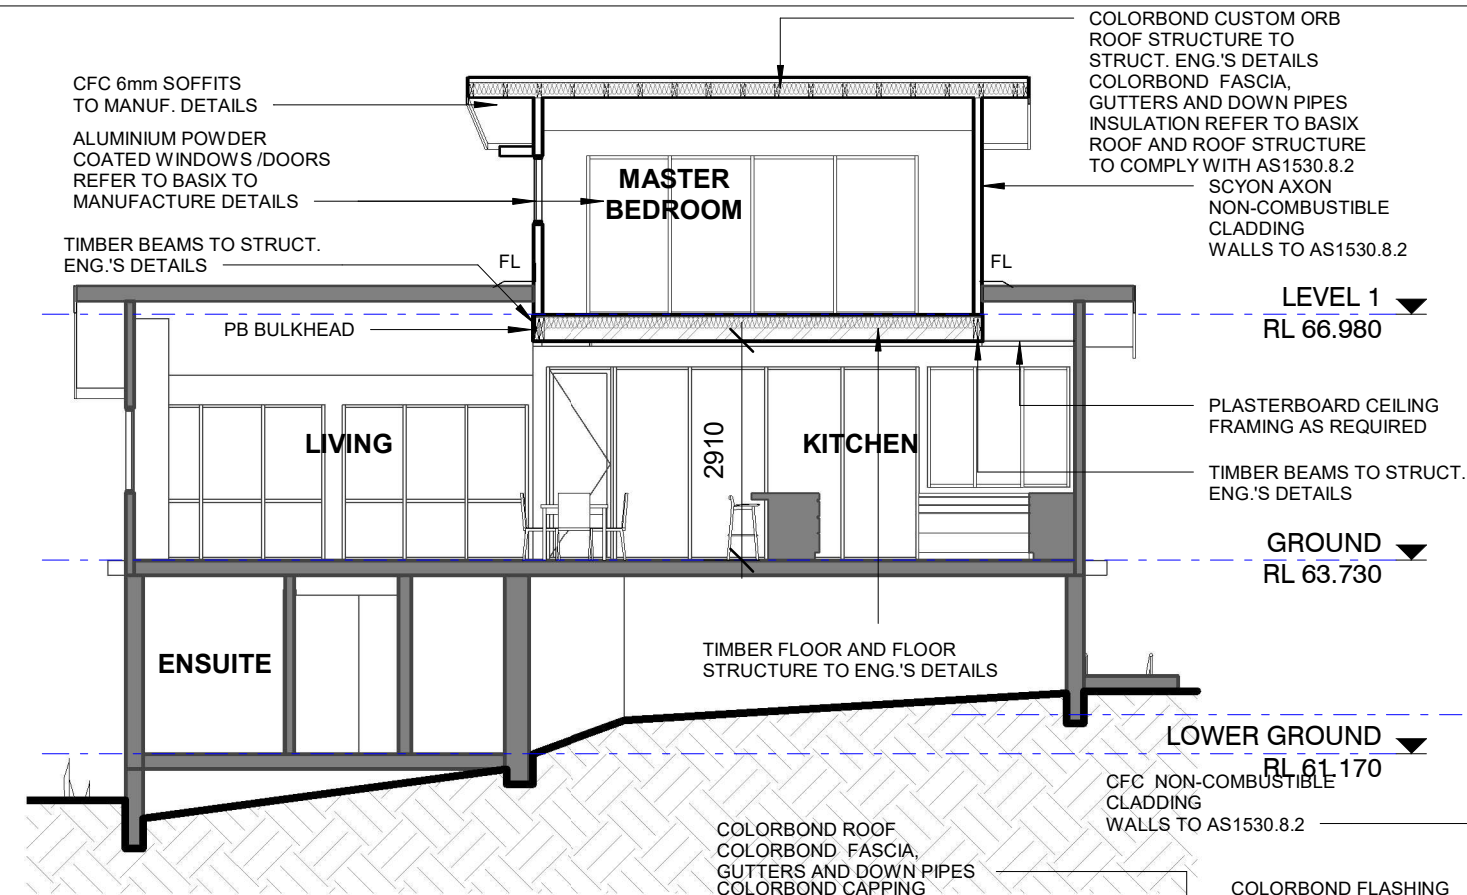 COLORBOND CUSTOM ORB
ROOF STRUCTURE TO
STRUCT. ENG.'S DETAILS
COLORBOND FASCIA,
GUTTERS AND DOWN PIPES
INSULATION REFER TO BASIX
ROOF AND ROOF STRUCTURE
TO COMPLY WITH AS1530.8.2
CFC 6mm SOFFITS
TO MANUF. DETAILS
ALUMINIUM POWDER
COATED WINDOWS /DOORS
REFER TO BASIX TO
MANUFACTURE DETAILS
MASTER
BEDROOM
SCYON AXON
NON-COMBUSTIBLE
CLADDING
WALLS TO AS1530.8.2
TIMBER BEAMS TO STRUCT.
ENG.'S DETAILS
FL
FL
LEVEL 1
RL 66.980
PB BULKHEAD
PLASTERBOARD CEILING
FRAMING AS REQUIRED
LIVING
2910
KITCHEN
TIMBER BEAMS TO STRUCT.
ENG.'S DETAILS
GROUND
RL 63.730
ENSUITE
TIMBER FLOOR AND FLOOR
STRUCTURE TO ENG.'S DETAILS
LOWER GROUND
RL 61.170
CFC NON-COMBUSTIBLE
CLADDING
WALLS TO AS1530.8.2
COLORBOND ROOF
COLORBOND FASCIA,
GUTTERS AND DOWN PIPES
COLORBOND CAPPING
COLORBOND FLASHING